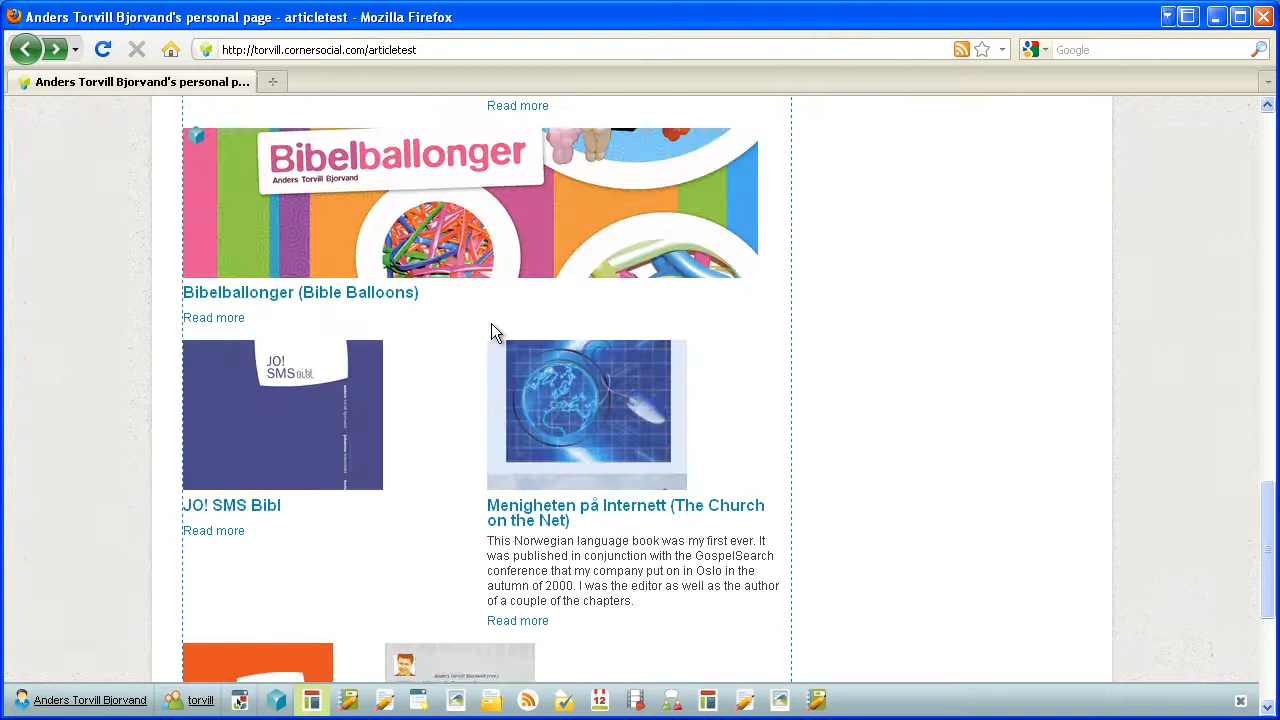 Anders Torvill Bjorvand's personal page - articletest - Mozilla Firefox
http://torvill.cornersocial.com/articletest
Google
Anders Torvill Bjorvand's personal p...
Read more
Bibelballonger
Anders Torvill Bjorvand
Bibelballonger (Bible Balloons)
Read more
JO!
SMS Bibl
JO! SMS Bibl
Read more
Menigheten på Internett (The Church
on the Net)
This Norwegian language book was my first ever. It
was published in conjunction with the GospelSearch
conference that my company put on in Oslo in the
autumn of 2000. I was the editor as well as the author
of a couple of the chapters.
Read more
Anders Torvill Bjorvand
torvill
12